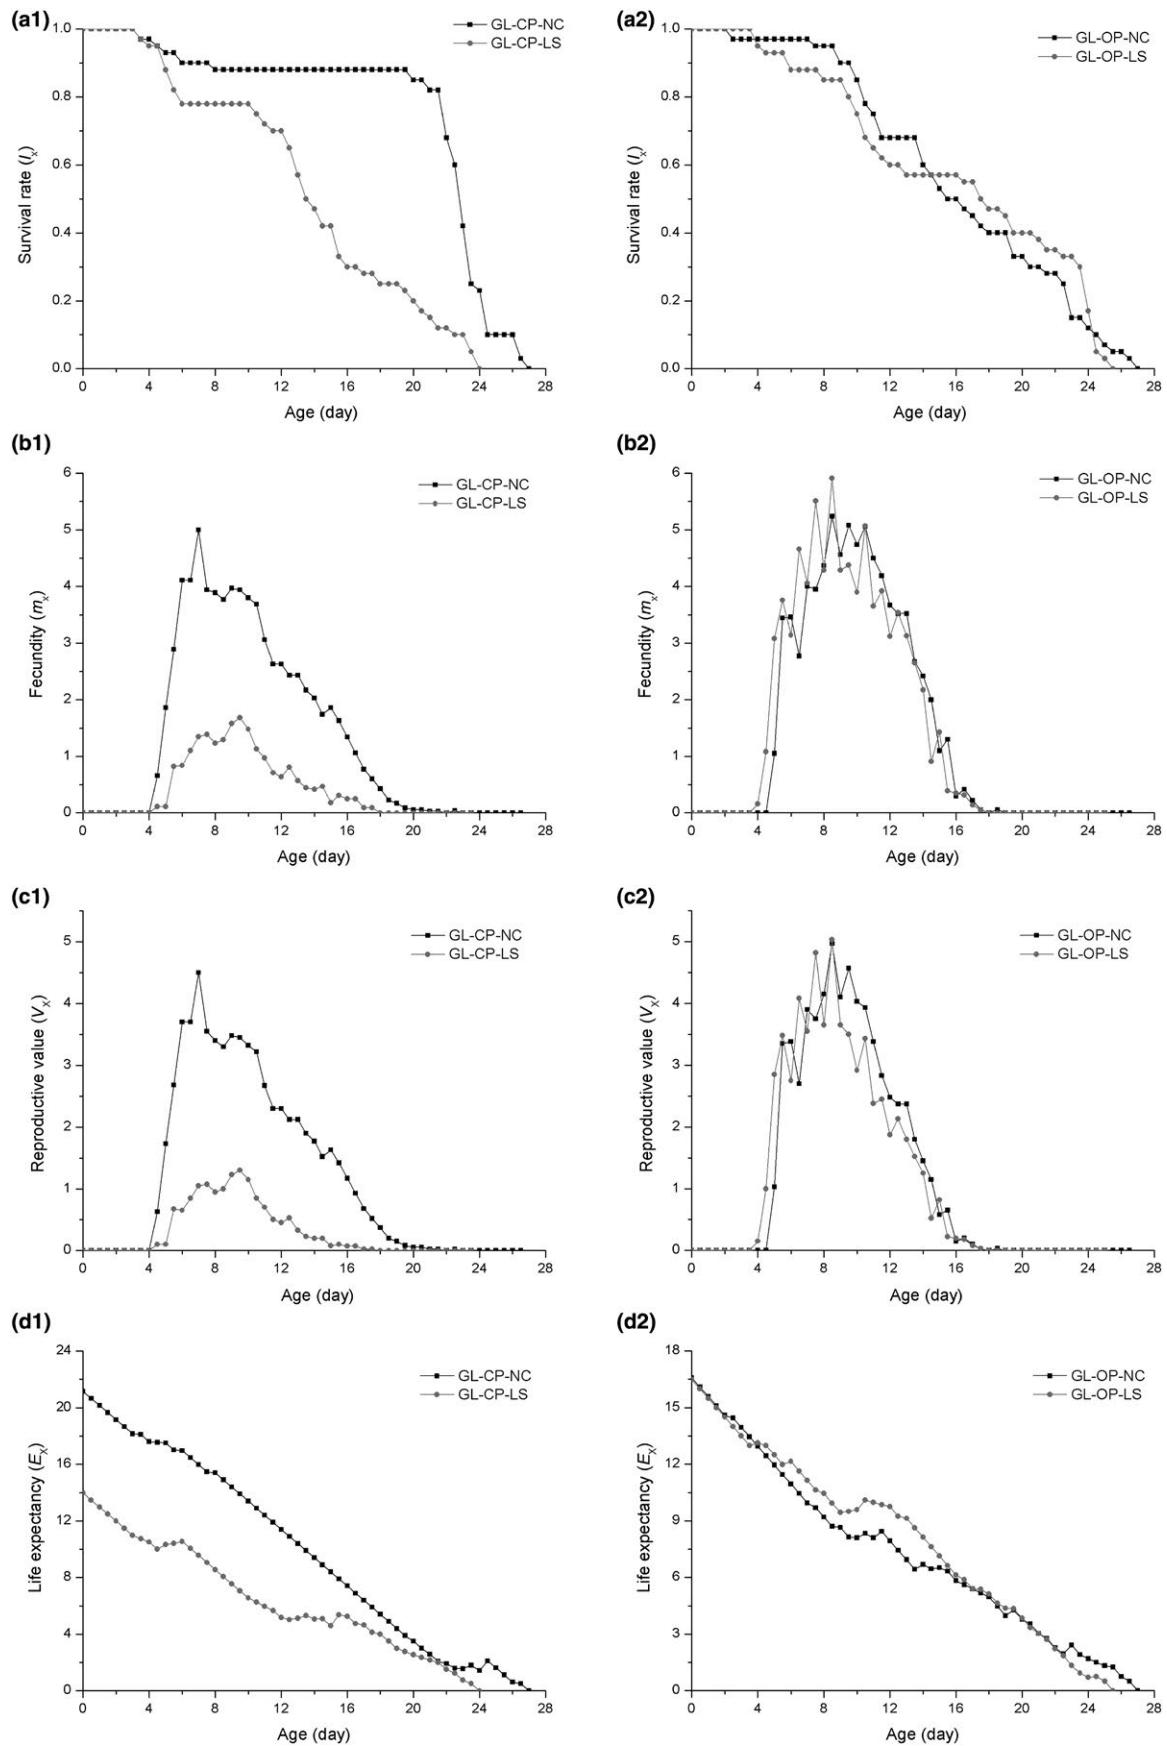 (a1)
GL-CP-NC
GL-CP-LS
1.0
0.8
0.6
0.4
0.2
0.0
Survival rate (lx)
0 4 8 12 16 20 24 28
Age (day)
(a2)
GL-OP-NC
GL-OP-LS
1.0
0.8
0.6
0.4
0.2
0.0
Survival rate (lx)
0 4 8 12 16 20 24 28
Age (day)
(b1)
GL-CP-NC
GL-CP-LS
6
5
4
3
2
1
0
Fecundity (mx)
0 4 8 12 16 20 24 28
Age (day)
(b2)
GL-OP-NC
GL-OP-LS
6
5
4
3
2
1
0
Fecundity (mx)
0 4 8 12 16 20 24 28
Age (day)
(c1)
GL-CP-NC
GL-CP-LS
5
4
3
2
1
0
Reproductive value (Vx)
0 4 8 12 16 20 24 28
Age (day)
(c2)
GL-OP-NC
GL-OP-LS
5
4
3
2
1
0
Reproductive value (Vx)
0 4 8 12 16 20 24 28
Age (day)
(d1)
GL-CP-NC
GL-CP-LS
24
20
16
12
8
4
0
Life expectancy (Ex)
0 4 8 12 16 20 24 28
Age (day)
(d2)
GL-OP-NC
GL-OP-LS
18
15
12
9
6
3
0
Life expectancy (Ex)
0 4 8 12 16 20 24 28
Age (day)